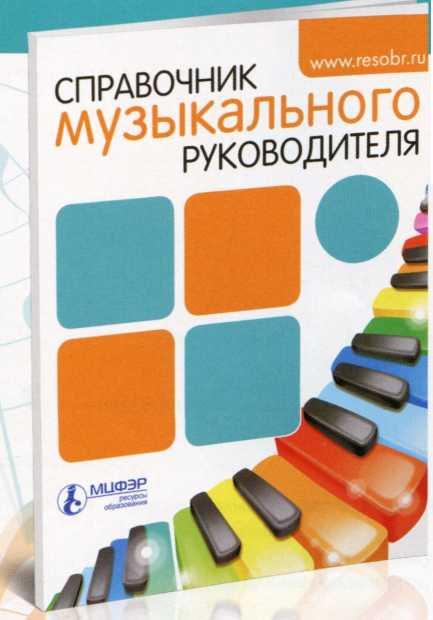 www.resobr.ru
СПРАВОЧНИК
музыкального
РУКОВОДИТЕЛЯ
МЦФЭР
ресурсы
образования